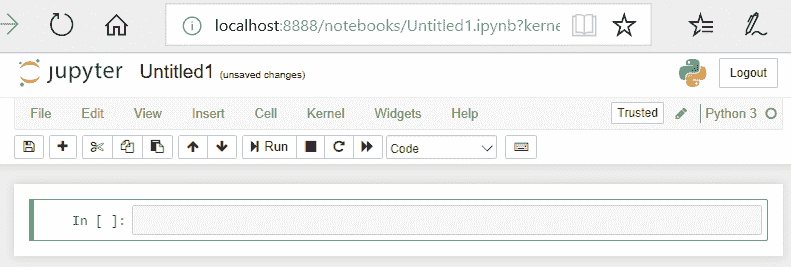 localhost:8888/notebooks/Untitled1.ipynb?kerne
jupyter Untitled1 (unsaved changes) Logout
File Edit View Insert Cell Kernel Widgets Help Trusted Python 3
Run Code
In [ ]: